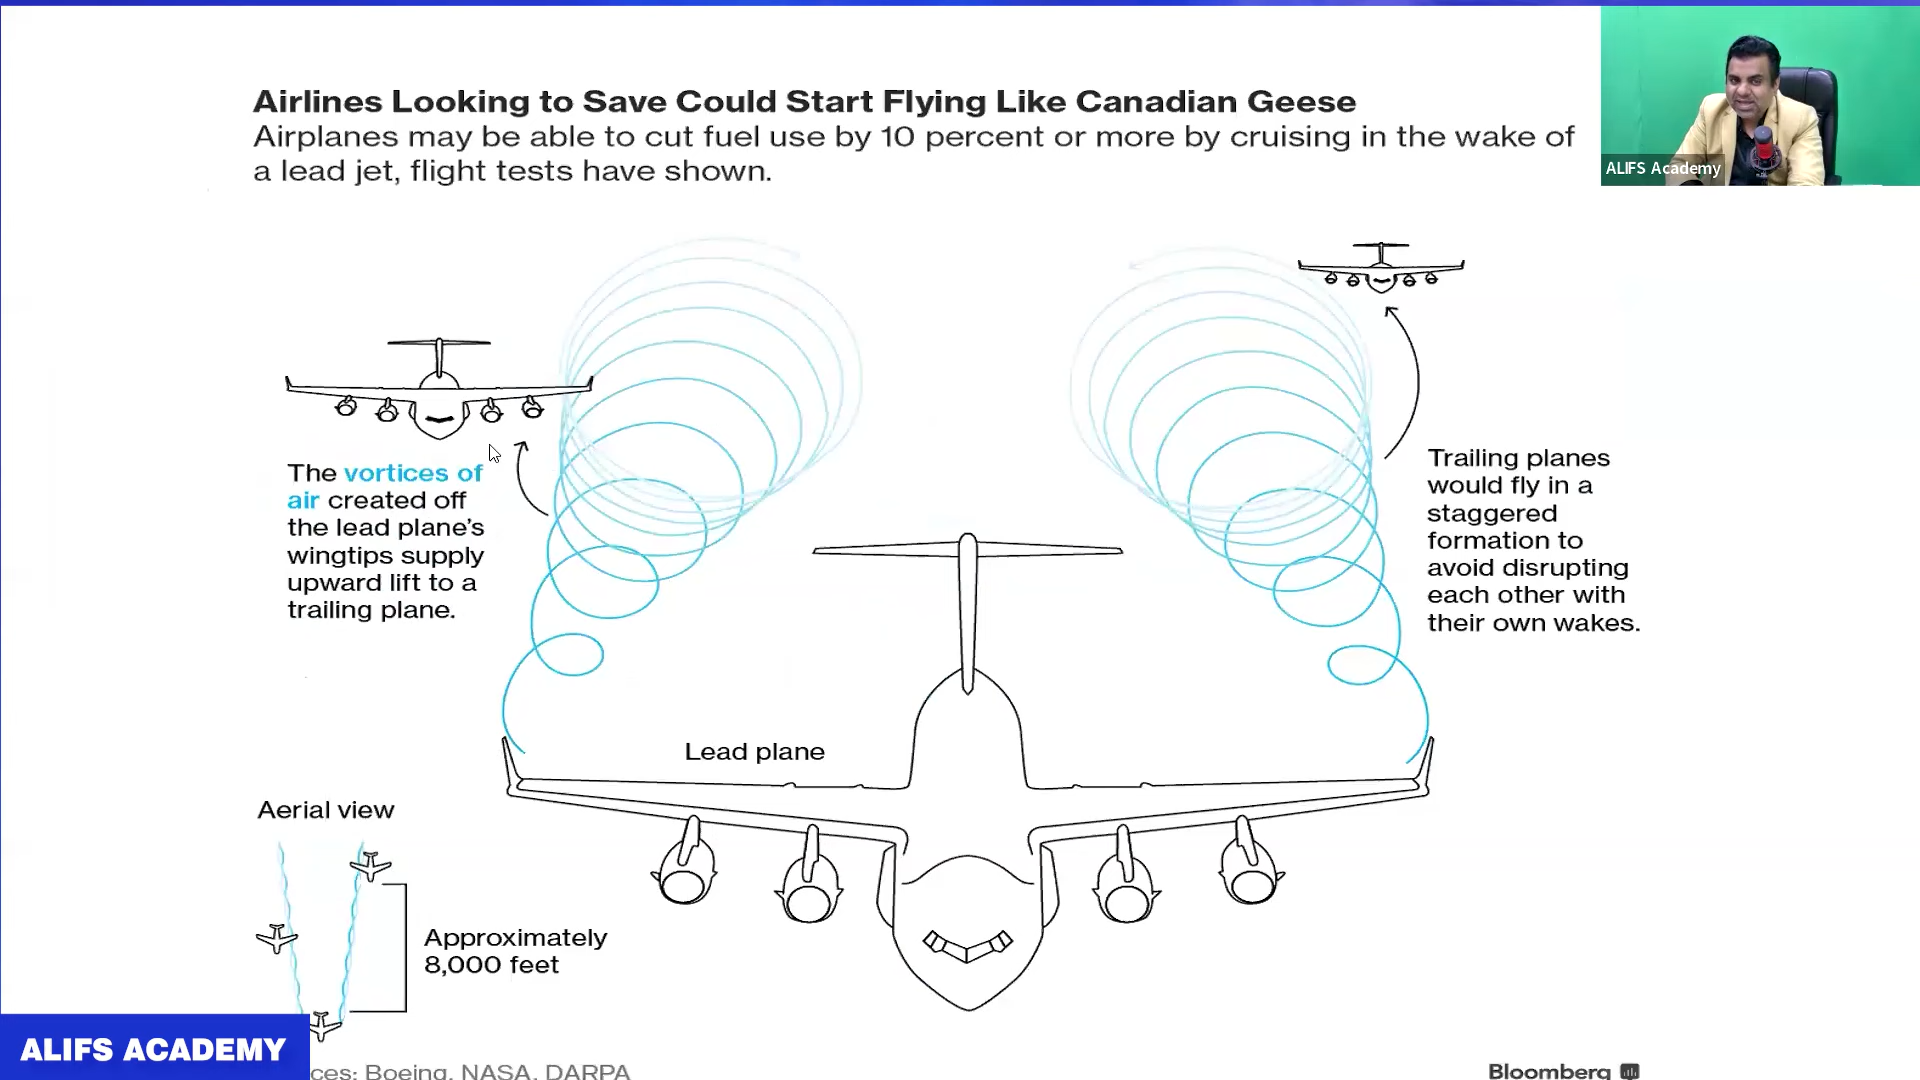 Airlines Looking to Save Could Start Flying Like Canadian Geese
Airplanes may be able to cut fuel use by 10 percent or more by cruising in the wake of
a lead jet, flight tests have shown.
ALIFS Academy
The vortices of
air created off
the lead plane's
wingtips supply
upward lift to a
trailing plane.
Trailing planes
would fly in a
staggered
formation to
avoid disrupting
each other with
their own wakes.
Lead plane
Aerial view
Approximately
8,000 feet
ALIFS ACADEMY
ces: Boeing, NASA, DARPA
Bloomberg